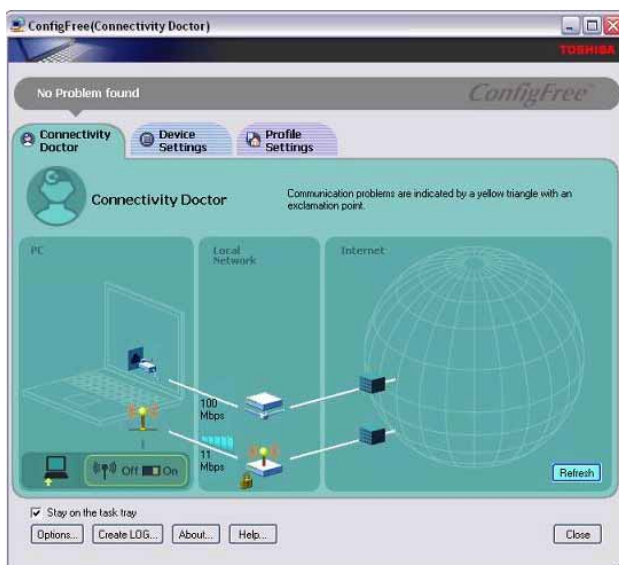 ConfigFree(Connectivity Doctor)
TOSHIBA
No Problem found
ConfigFree™
Connectivity
Doctor
Device
Settings
Profile
Settings
Connectivity Doctor
Communication problems are indicated by a yellow triangle with an
exclamation point.
PC
Local
Network
Internet
100
Mbps
11
Mbps
Off On
Refresh
Stay on the task tray
Options... Create LOG... About... Help... Close